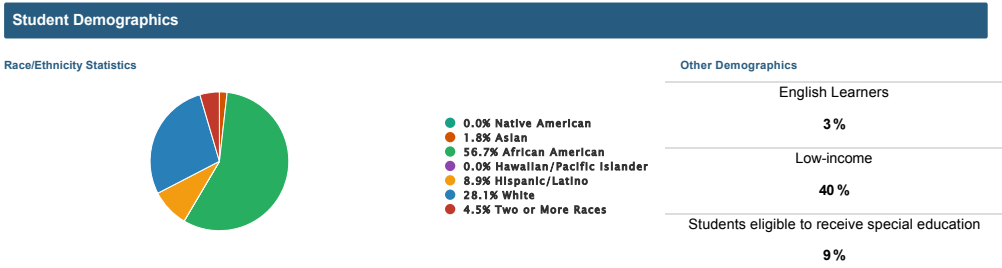 Student Demographics
Race/Ethnicity Statistics
0.0% Native American
1.8% Asian
56.7% African American
0.0% Hawaiian/Pacific Islander
8.9% Hispanic/Latino
28.1% White
4.5% Two or More Races
Other Demographics
English Learners
3%
Low-income
40%
Students eligible to receive special education
9%